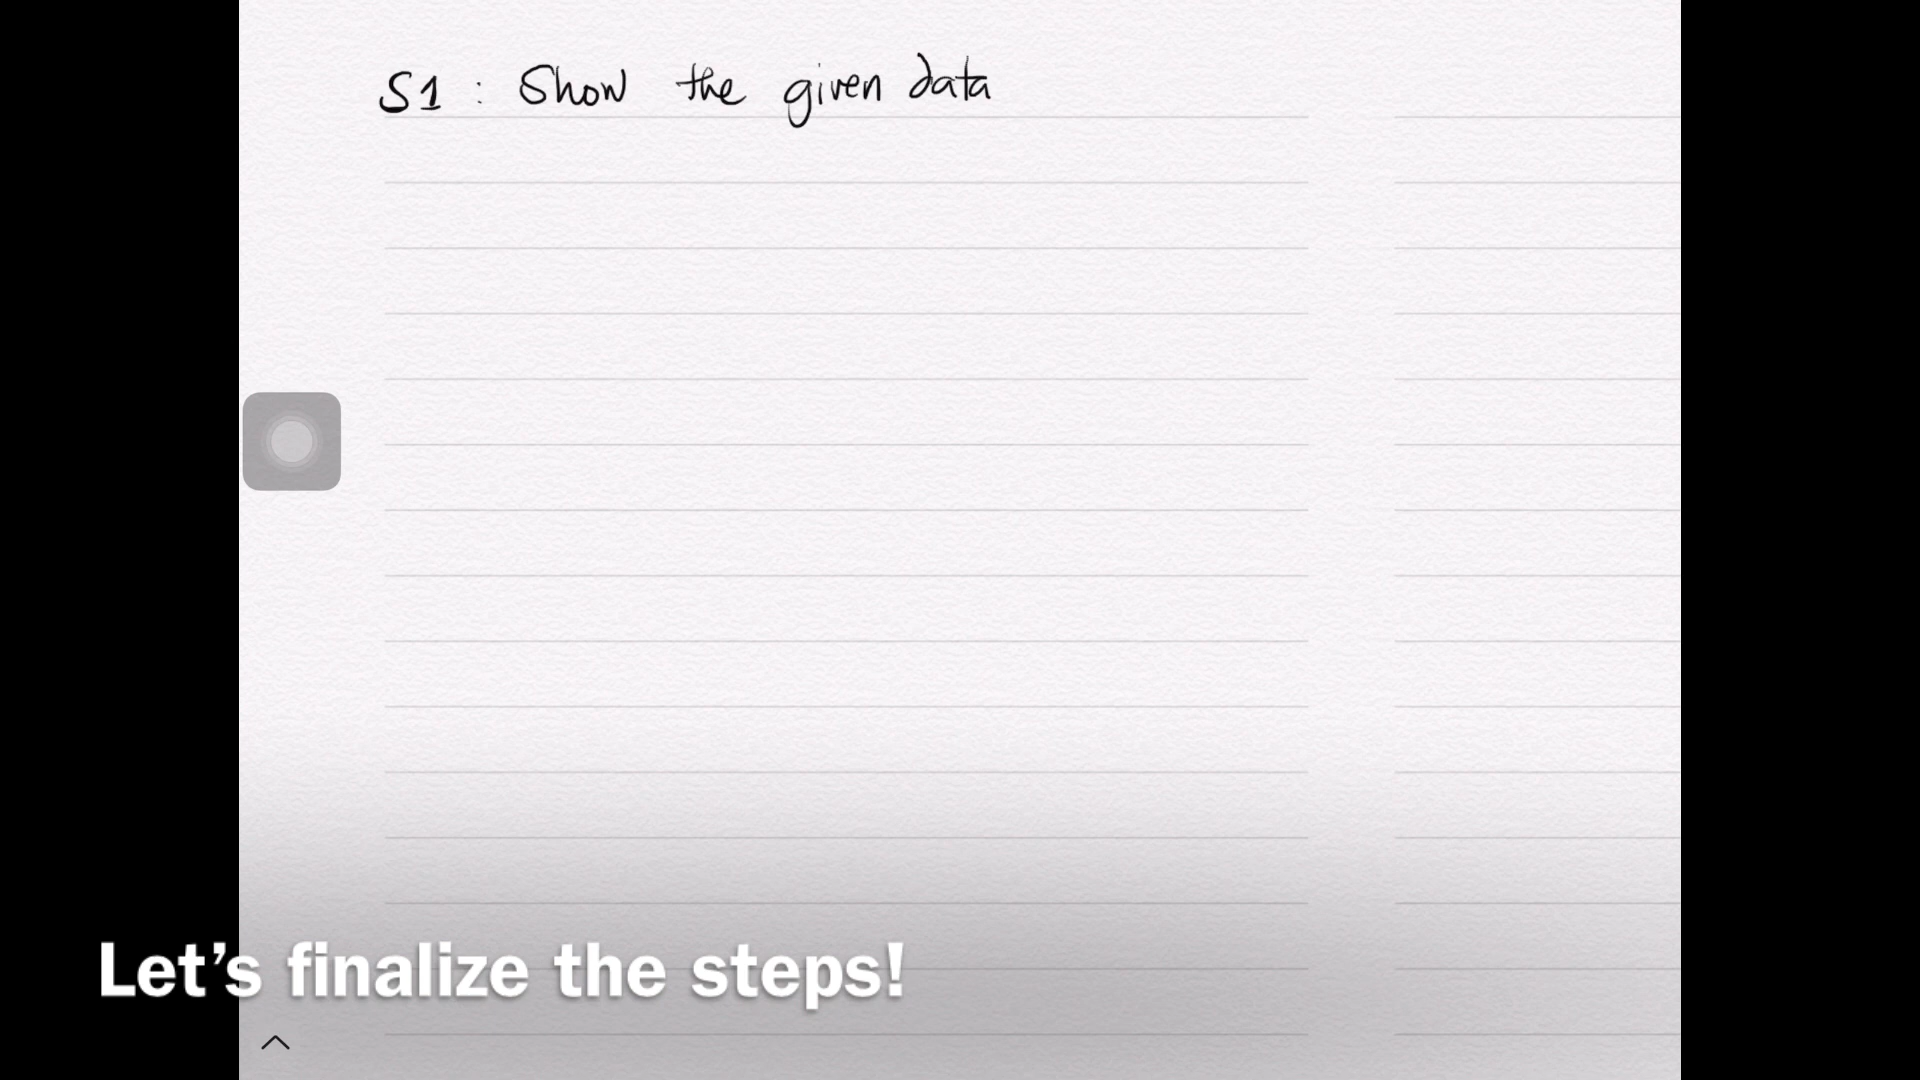 S1 : Show the given data
Let's finalize the steps!